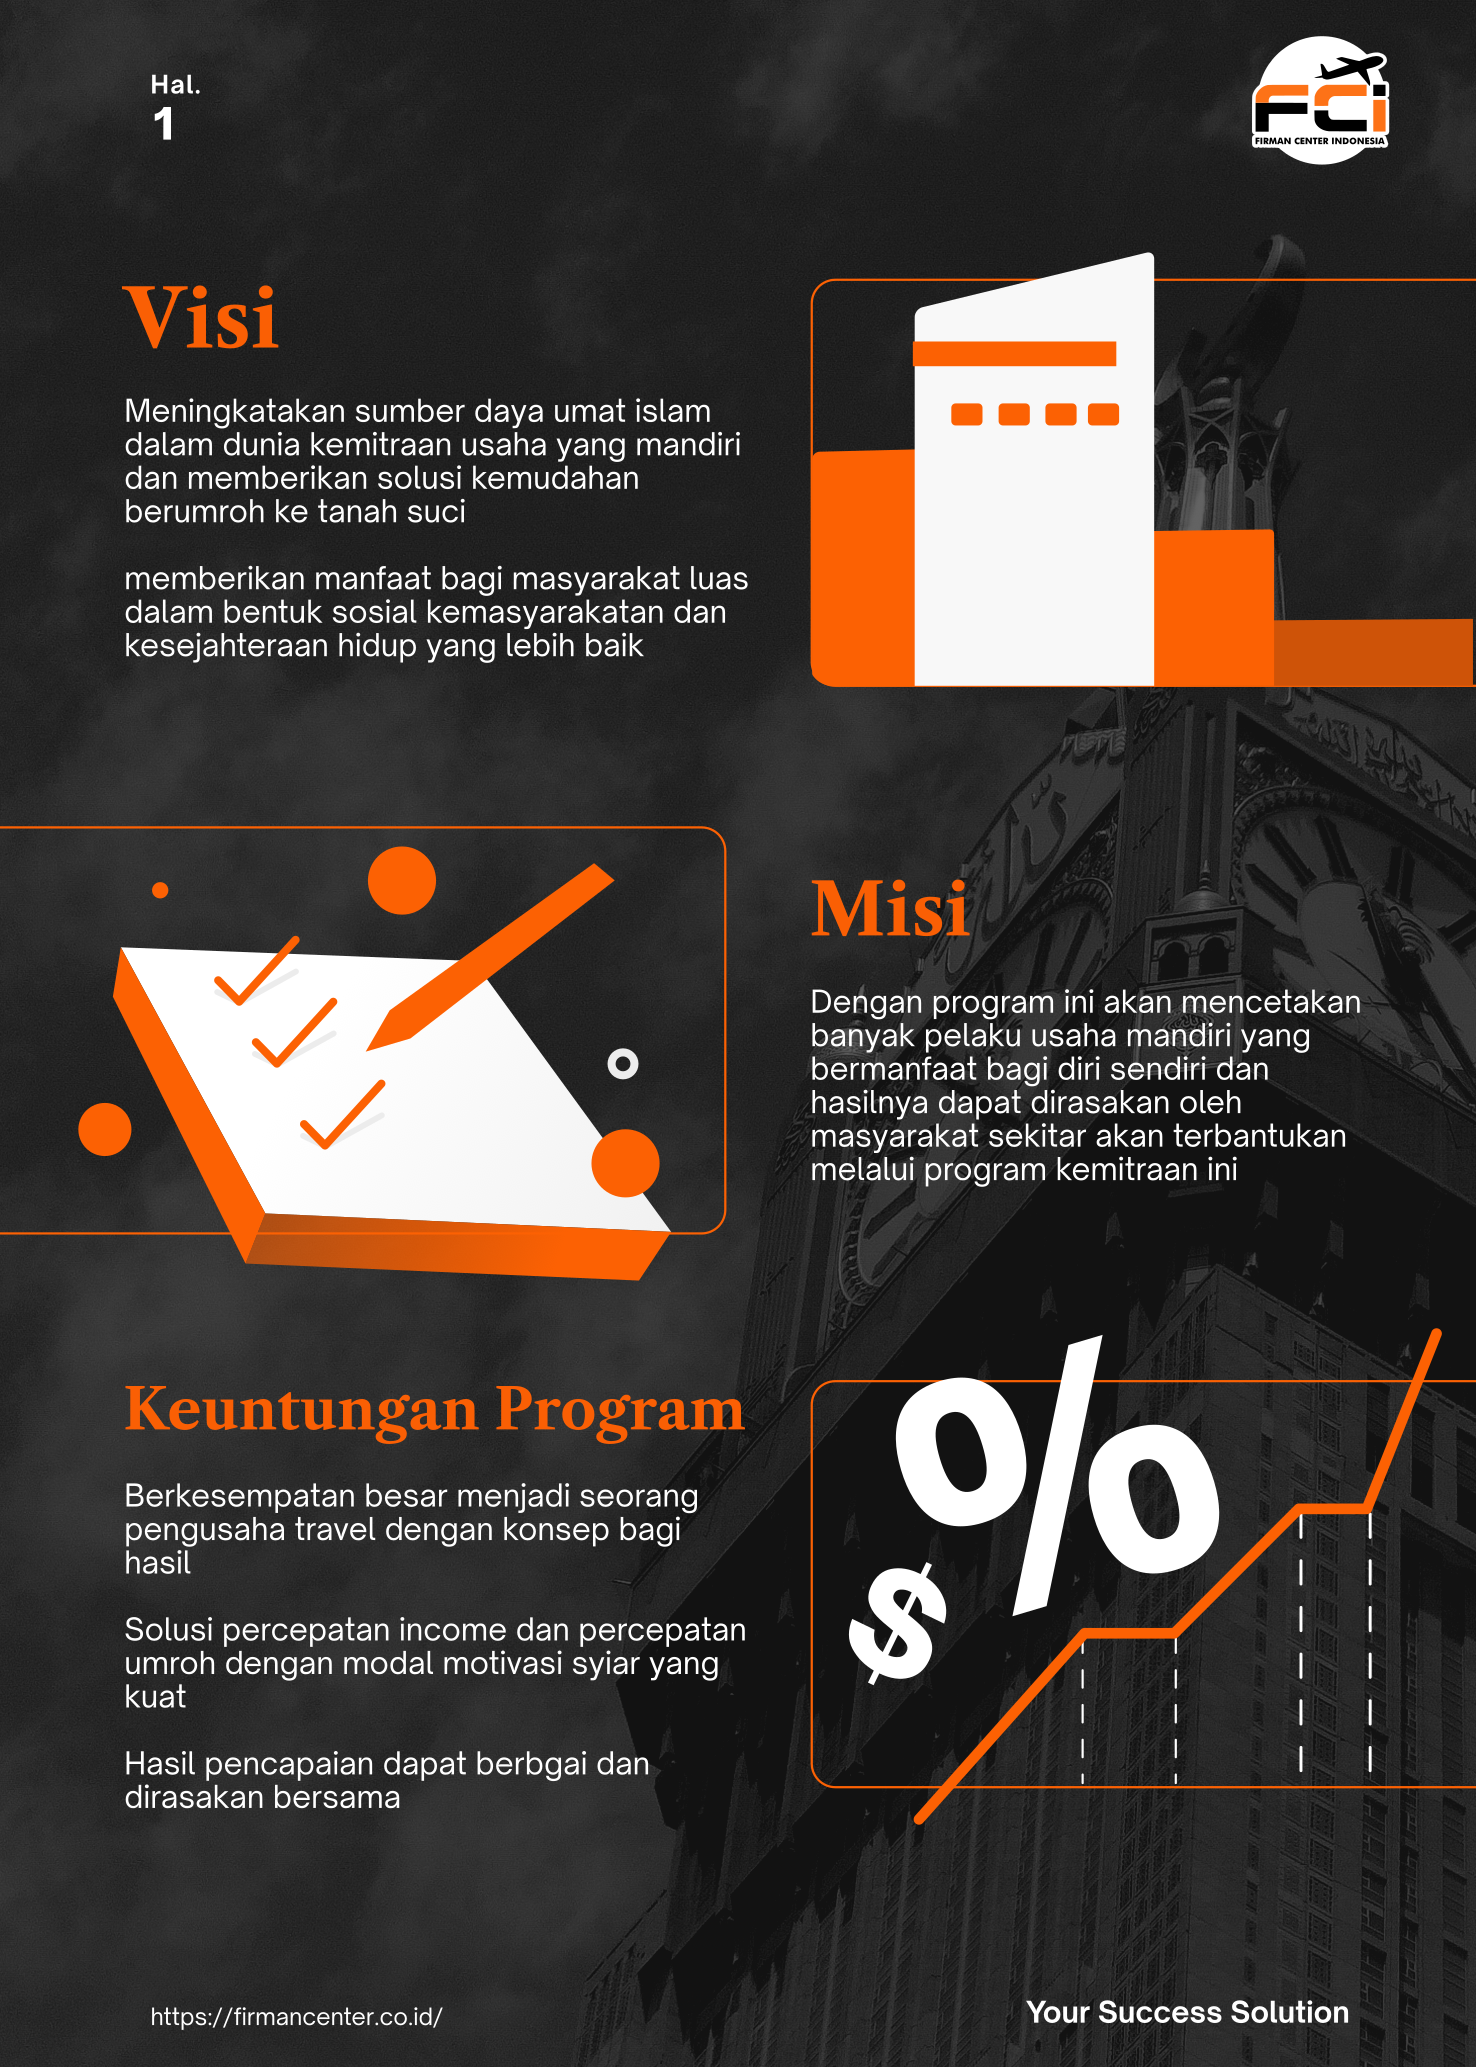 Hal.
1
FCi
FIRMAN CENTER INDONESIA
Visi
Meningkatakan sumber daya umat islam
dalam dunia kemitraan usaha yang mandiri
dan memberikan solusi kemudahan
berumroh ke tanah suci
memberikan manfaat bagi masyarakat luas
dalam bentuk sosial kemasyarakatan dan
kesejahteraan hidup yang lebih baik
Misi
Dengan program ini akan mencetakan
banyak pelaku usaha mandiri yang
bermanfaat bagi diri sendiri dan
hasilnya dapat dirasakan oleh
masyarakat sekitar akan terbantukan
melalui program kemitraan ini
Keuntungan Program
Berkesempatan besar menjadi seorang
pengusaha travel dengan konsep bagi
hasil
Solusi percepatan income dan percepatan
umroh dengan modal motivasi syiar yang
kuat
Hasil pencapaian dapat berbgai dan
dirasakan bersama
%
$
https://firmancenter.co.id/
Your Success Solution